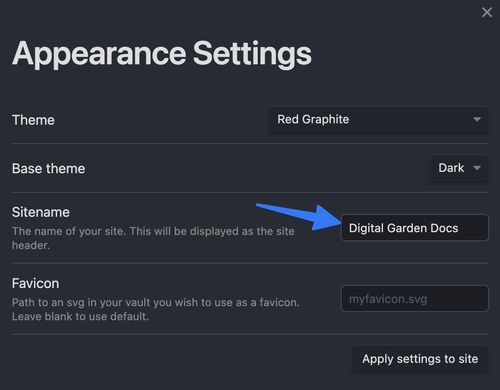 Appearance Settings
Theme
Red Graphite
Base theme
Dark
Sitename
The name of your site. This will be displayed as the site
header.
Digital Garden Docs
Favicon
Path to an svg in your vault you wish to use as a favicon.
Leave blank to use default.
myfavicon.svg
Apply settings to site